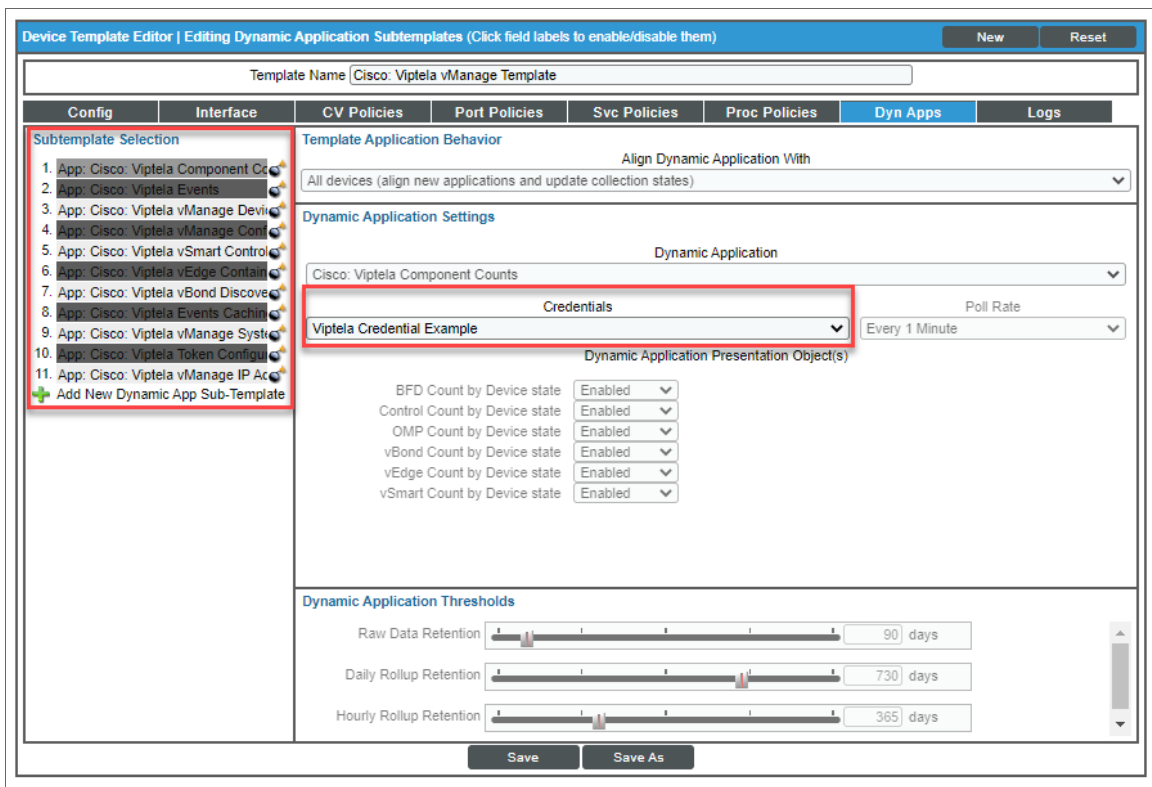 Device Template Editor | Editing Dynamic Application Subtemplates (Click field labels to enable/disable them) New Reset
Template Name Cisco: Viptela vManage Template
Config Interface CV Policies Port Policies Svc Policies Proc Policies Dyn Apps Logs
Subtemplate Selection
1. App: Cisco: Viptela Component Co
2. App: Cisco: Viptela Events
3. App: Cisco: Viptela vManage Devi
4. App: Cisco: Viptela vManage Conf
5. App: Cisco: Viptela vSmart Control
6. App: Cisco: Viptela vEdge Contain
7. App: Cisco: Viptela vBond Discove
8. App: Cisco: Viptela Events Cachin
9. App: Cisco: Viptela vManage Syste
10. App: Cisco: Viptela Token Configu
11. App: Cisco: Viptela vManage IP Ac
Add New Dynamic App Sub-Template
Template Application Behavior
Align Dynamic Application With
All devices (align new applications and update collection states)
Dynamic Application Settings
Dynamic Application
Cisco: Viptela Component Counts
Credentials Poll Rate
Viptela Credential Example Every 1 Minute
Dynamic Application Presentation Object(s)
BFD Count by Device state Enabled
Control Count by Device state Enabled
OMP Count by Device state Enabled
vBond Count by Device state Enabled
vEdge Count by Device state Enabled
vSmart Count by Device state Enabled
Dynamic Application Thresholds
Raw Data Retention 90 days
Daily Rollup Retention 730 days
Hourly Rollup Retention 365 days
Save Save As